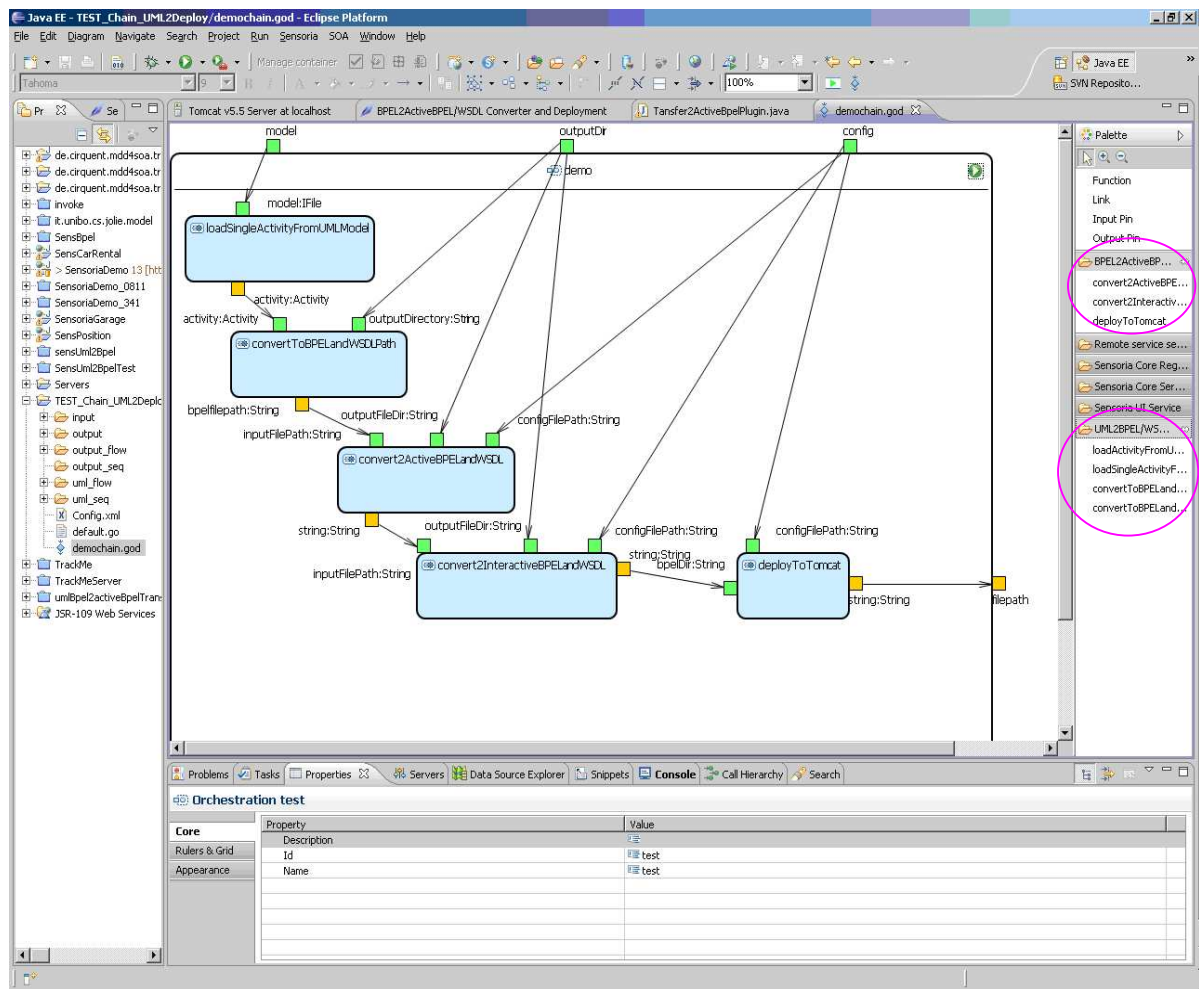 Java EE - TEST_Chain_UML2Deploy/demochain.god - Eclipse Platform
File Edit Diagram Navigate Search Project Run Sensoria SOA Window Help
Manage container
Java EE
»
Tahoma 9 100%
SVN Reposito...
Pr Se
Tomcat v5.5 Server at localhost
BPEL2ActiveBPEL/WSDL Converter and Deployment
Tansfer2ActiveBpelPlugin.java
demochain.god
de.cirquent.mdd4soa.tr
de.cirquent.mdd4soa.tr
de.cirquent.mdd4soa.tr
invoke
it.unibo.cs.jolie.model
SensBpel
SensCarRental
> SensoriaDemo 13 [htt
SensoriaDemo_0811
SensoriaDemo_341
SensoriaGarage
SensPosition
sensUml2Bpel
SensUml2BpelTest
Servers
TEST_Chain_UML2Deplc
input
output
output_flow
output_seq
uml_flow
uml_seq
Config.xml
default.go
demochain.god
TrackMe
TrackMeServer
umlBpel2activeBpelTran
JSR-109 Web Services
model
outputDir
config
demo
model:IFile
loadSingleActivityFromUMLModel
activity:Activity
activity:Activity
outputDirectory:String
convertToBPELandWSDLPath
bpelfilepath:String
outputFileDir:String
configFilePath:String
inputFilePath:String
convert2ActiveBPELandWSDL
string:String
outputFileDir:String
configFilePath:String
configFilePath:String
inputFilePath:String
convert2InteractiveBPELandWSDL
string:String
bpelDir:String
deployToTomcat
string:String
filepath
Palette
Function
Link
Input Pin
Output Pin
BPEL2ActiveBP...
convert2ActiveBPE...
convert2Interactiv...
deployToTomcat
Remote service se...
Sensoria Core Reg...
Sensoria Core Ser...
Sensoria UI Service
UML2BPEL/WS...
loadActivityFromU...
loadSingleActivityF...
convertToBPELand...
convertToBPELand...
Problems Tasks Properties Servers Data Source Explorer Snippets Console Call Hierarchy Search
Orchestration test
Core
Rulers & Grid
Appearance
Property Value
Description
Id test
Name test